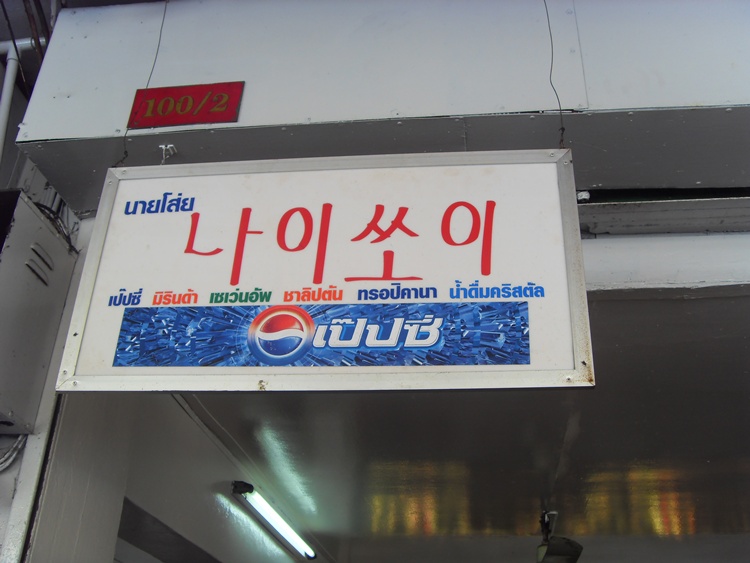 100/2
นายโส่ย
나이쏘이
เป๊ปซี่ มิรินด้า เซเว่นอัพ ชาลิปตัน ทรอปิคานา น้ำดื่มคริสตัล
เป๊ปซี่